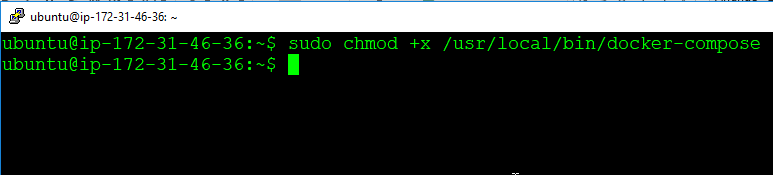 ubuntu@ip-172-31-46-36: ~
ubuntu@ip-172-31-46-36:~$ sudo chmod +x /usr/local/bin/docker-compose
ubuntu@ip-172-31-46-36:~$